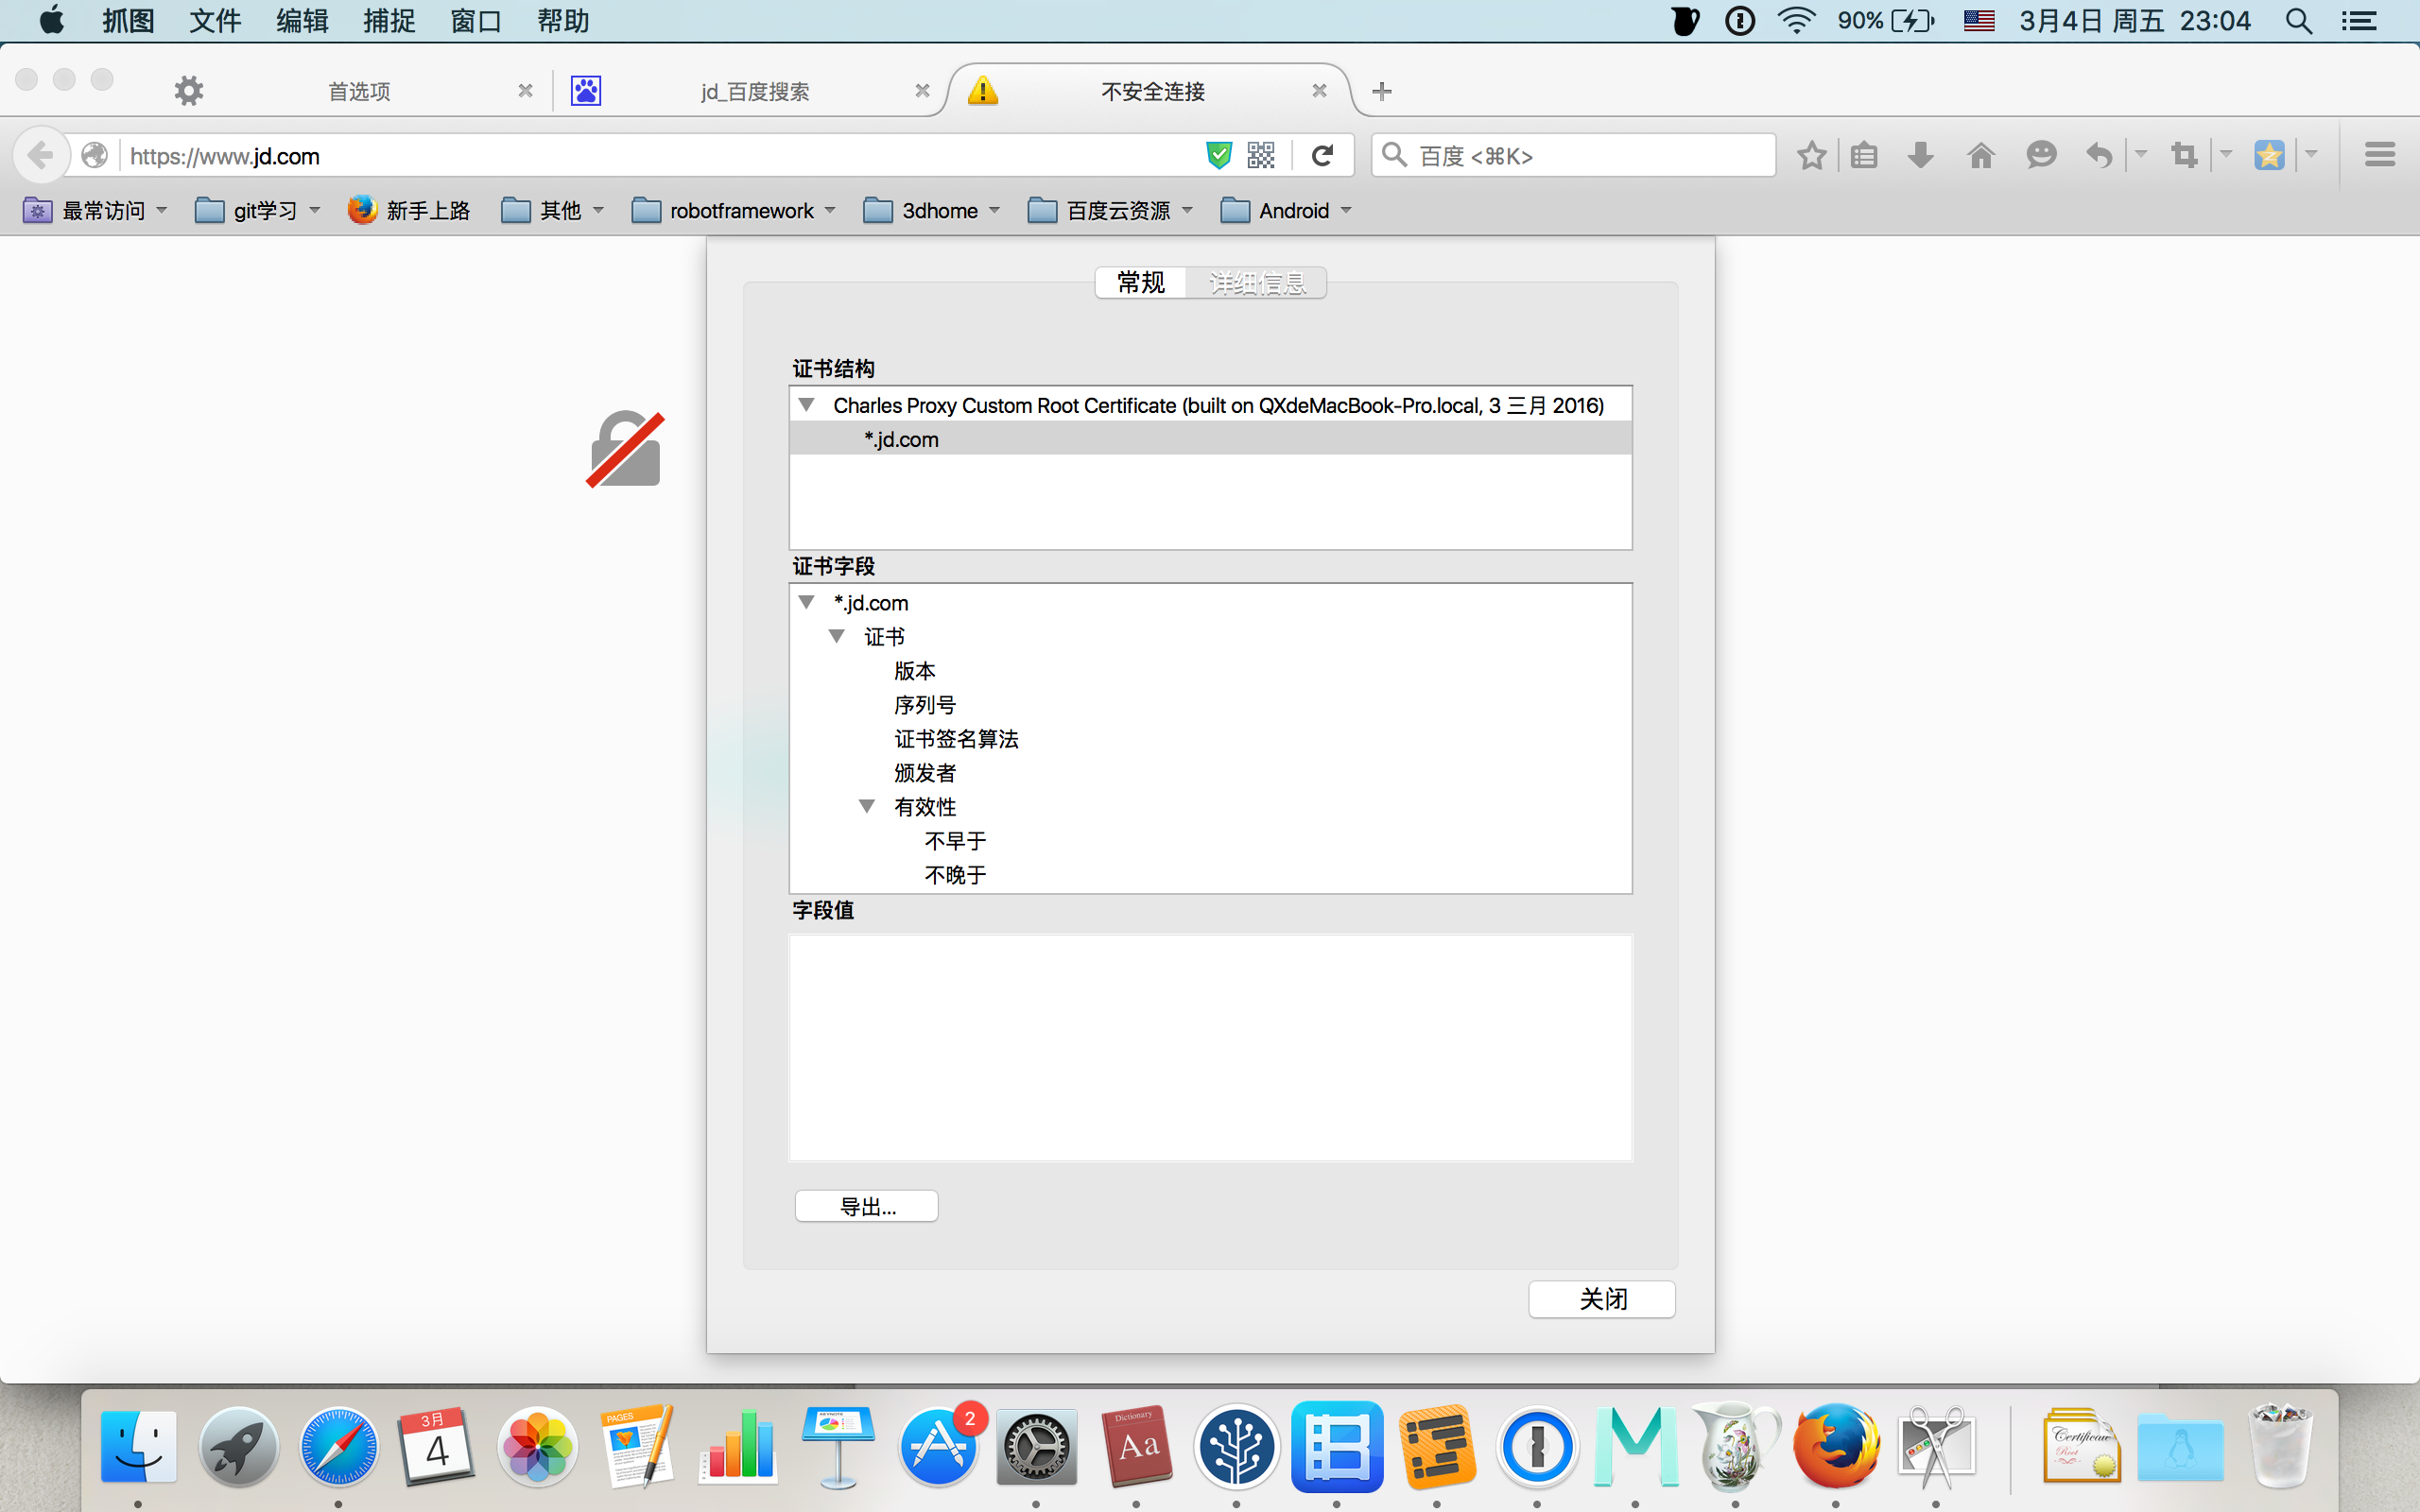 抓图 文件 编辑 捕捉 窗口 帮助 90% 3月4日 周五 23:04
首选项 jd_百度搜索 不安全连接
https://www.jd.com 百度 <⌘K>
最常访问 git学习 新手上路 其他 robotframework 3dhome 百度云资源 Android
常规 详细信息
证书结构
Charles Proxy Custom Root Certificate (built on QXdeMacBook-Pro.local, 3 三月 2016)
*.jd.com
证书字段
*.jd.com
证书
版本
序列号
证书签名算法
颁发者
有效性
不早于
不晚于
字段值
导出...
关闭
3月
4
PAGES
KEYNOTE
2
Dictionary
Aa
Certificate
Root